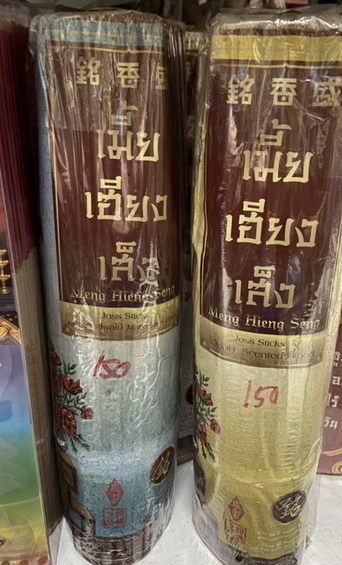 銘香盛
เมี้ย
เฮียง
เส็ง
Meng Hieng Seng
Joss Sticks
150
銘香盛
เมี้ย
เฮียง
เส็ง
Meng Hieng Seng
Joss Sticks
Scented
150
銘